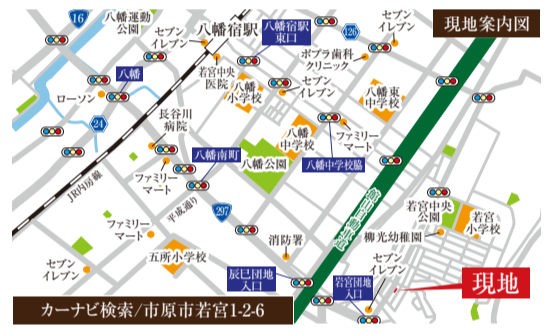 現地案内図
16
八幡運動
公園
セブン
イレブン
八幡宿駅
八幡宿駅
東口
426
セブン
イレブン
ポプラ歯科
クリニック
若宮中央
医院
八幡
ローソン
八幡
小学校
セブン
イレブン
八幡東
中学校
24
長谷川
病院
八幡
中学校
ファミリー
マート
八幡中学校脇
八幡南町
八幡公園
JR内房線
ファミリー
マート
平成通り
297
若宮中央
公園
若宮
小学校
ファミリー
マート
消防署
柳光幼稚園
五所小学校
セブン
イレブン
セブン
イレブン
辰巳団地
入口
岩宮団地
入口
現地
カーナビ検索/市原市若宮1-2-6